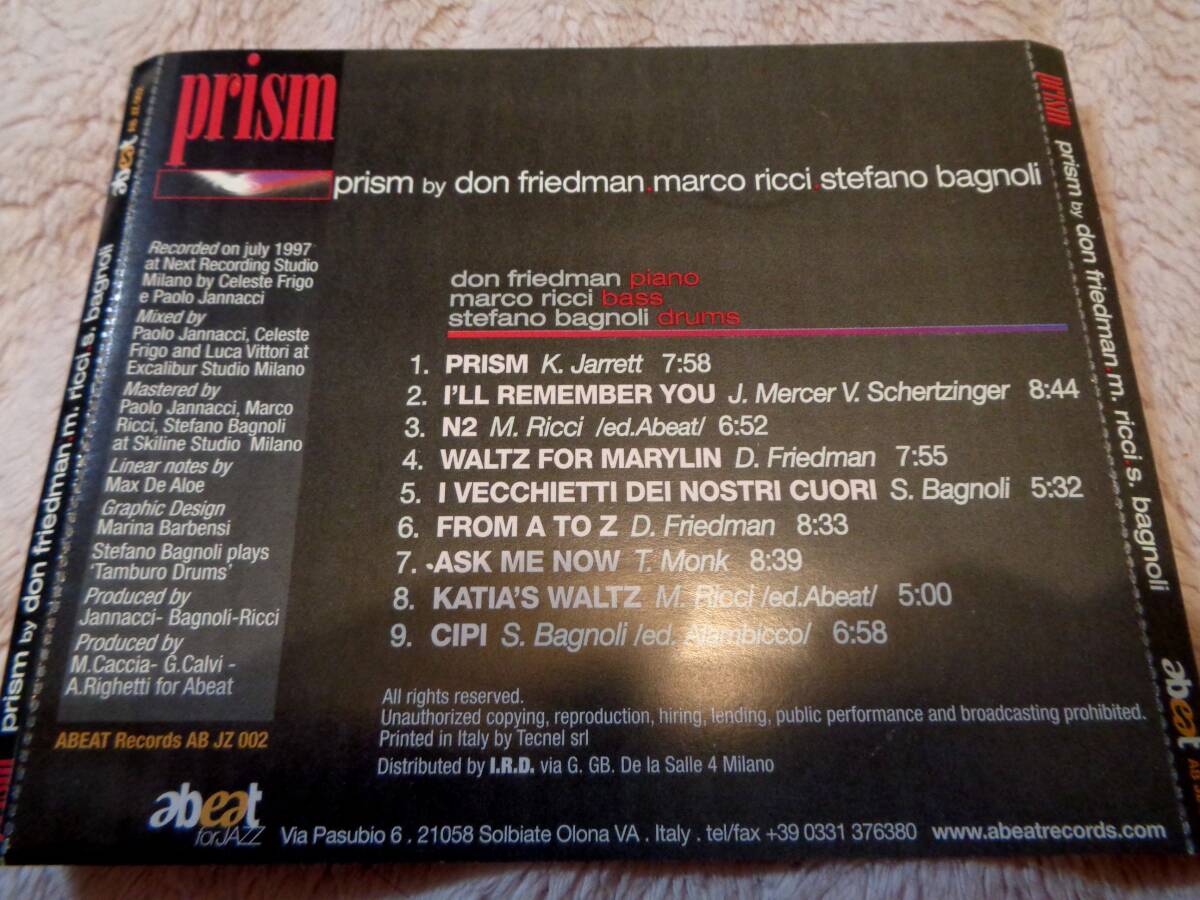 prism
prism by don friedman.marco ricci.stefano bagnoli
Recorded on july 1997
at Next Recording Studio
Milano by Celeste Frigo
e Paolo Jannacci
Mixed by
Paolo Jannacci, Celeste
Frigo and Luca Vittori at
Excalibur Studio Milano
Mastered by
Paolo Jannacci, Marco
Ricci, Stefano Bagnoli
at Skiline Studio Milano
Linear notes by
Max De Aloe
Graphic Design
Marina Barbensi
Stefano Bagnoli plays
'Tamburo Drums'
Produced by
Jannacci- Bagnoli-Ricci
Produced by
M.Caccia- G.Calvi -
A.Righetti for Abeat
ABEAT Records AB JZ 002
don friedman piano
marco ricci bass
stefano bagnoli drums
1. PRISM K. Jarrett 7:58
2. I'LL REMEMBER YOU J. Mercer V. Schertzinger 8:44
3. N2 M. Ricci /ed.Abeat/ 6:52
4. WALTZ FOR MARYLIN D. Friedman 7:55
5. I VECCHIETTI DEI NOSTRI CUORI S. Bagnoli 5:32
6. FROM A TO Z D. Friedman 8:33
7. ASK ME NOW T. Monk 8:39
8. KATIA'S WALTZ M. Ricci /ed.Abeat/ 5:00
9. CIPI S. Bagnoli /ed. Alambicco/ 6:58
All rights reserved.
Unauthorized copying, reproduction, hiring, lending, public performance and broadcasting prohibited.
Printed in Italy by Tecnel srl
Distributed by I.R.D. via G. GB. De la Salle 4 Milano
abeat
for JAZZ
Via Pasubio 6 . 21058 Solbiate Olona VA . Italy . tel/fax +39 0331 376380 www.abeatrecords.com
prism by don friedman.m. ricci.s. bagnoli
abeat
AB JZ 002
prism
prism by don friedman.m. ricci.s. bagnoli
abeat